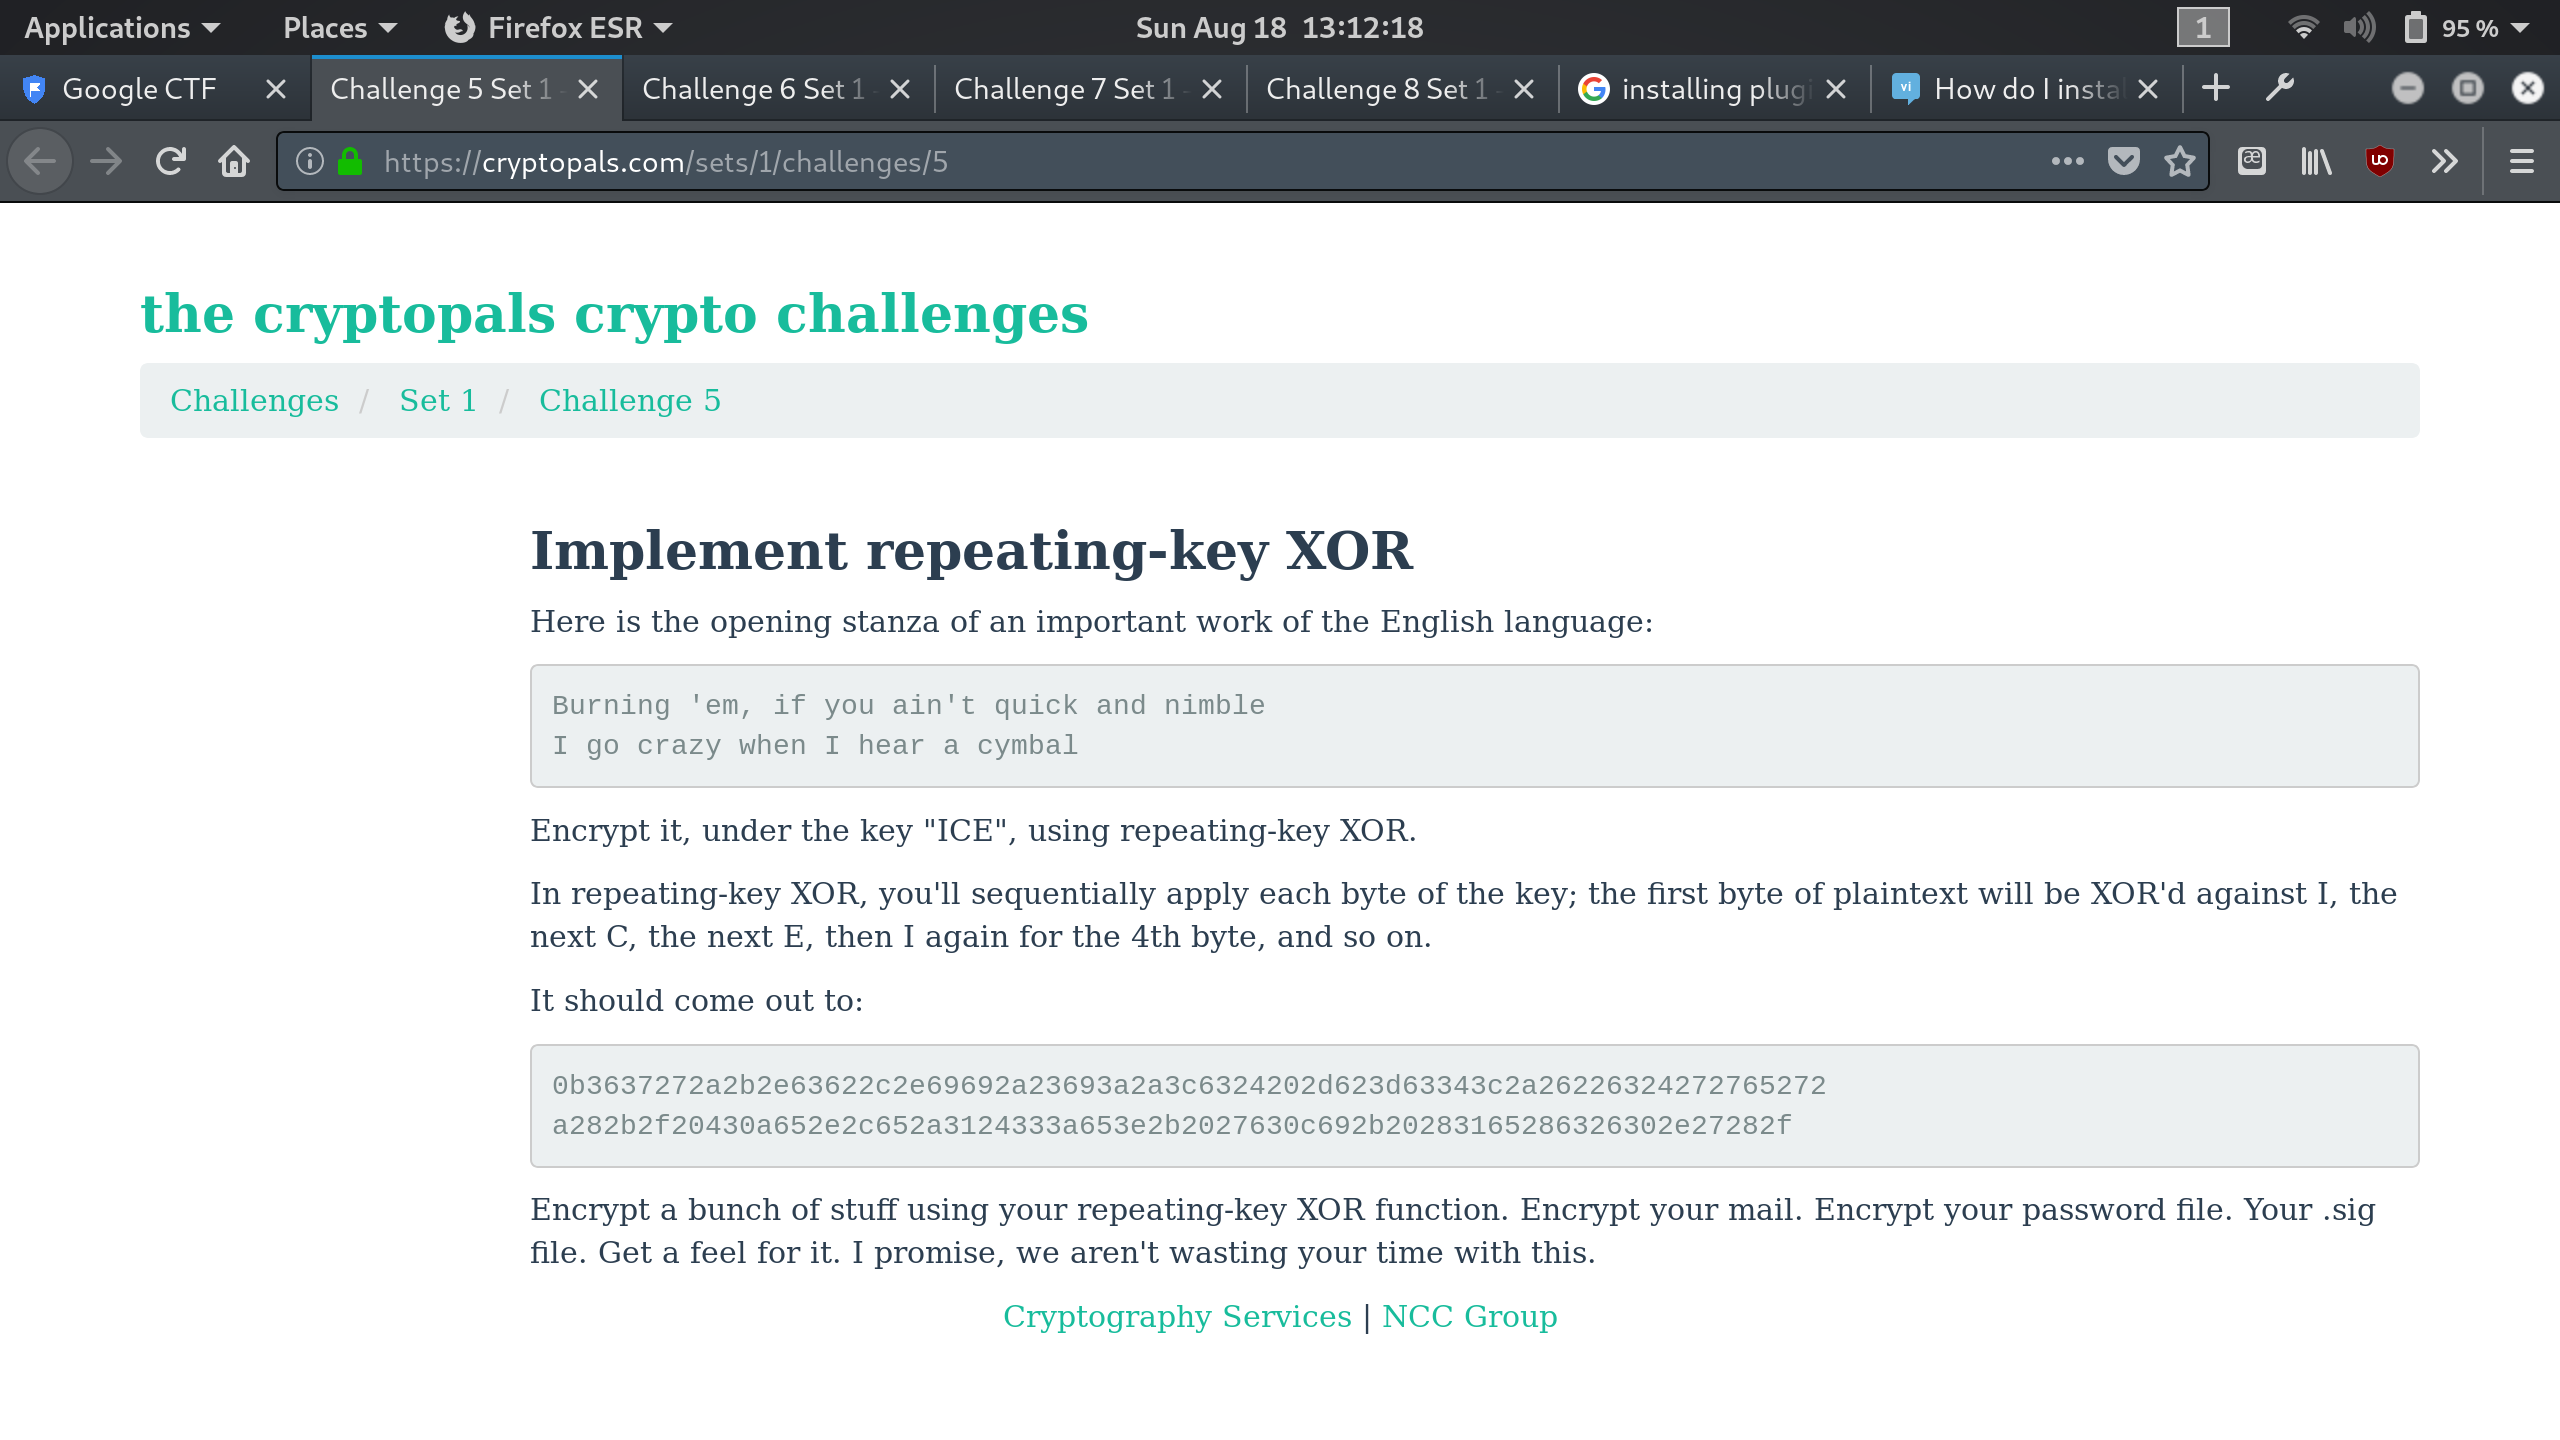 Applications Places Firefox ESR Sun Aug 18 13:12:18 1 95 %
Google CTF Challenge 5 Set 1 - Challenge 6 Set 1 - Challenge 7 Set 1 - Challenge 8 Set 1 - installing plugi How do I instal
https://cryptopals.com/sets/1/challenges/5
the cryptopals crypto challenges
Challenges / Set 1 / Challenge 5
Implement repeating-key XOR
Here is the opening stanza of an important work of the English language:
Burning 'em, if you ain't quick and nimble
I go crazy when I hear a cymbal
Encrypt it, under the key "ICE", using repeating-key XOR.
In repeating-key XOR, you'll sequentially apply each byte of the key; the first byte of plaintext will be XOR'd against I, the
next C, the next E, then I again for the 4th byte, and so on.
It should come out to:
0b3637272a2b2e63622c2e69692a23693a2a3c6324202d623d63343c2a26226324272765272
a282b2f20430a652e2c652a3124333a653e2b2027630c692b20283165286326302e27282f
Encrypt a bunch of stuff using your repeating-key XOR function. Encrypt your mail. Encrypt your password file. Your .sig
file. Get a feel for it. I promise, we aren't wasting your time with this.
Cryptography Services | NCC Group